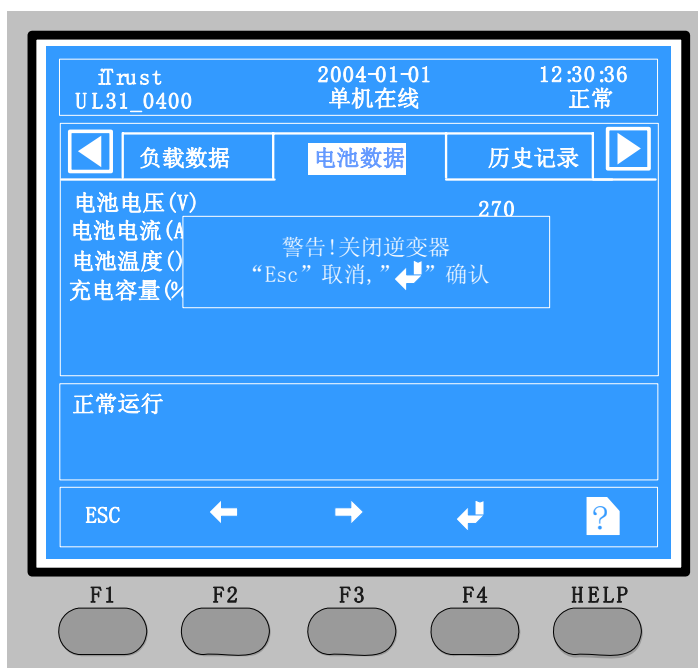 iTrust 2004-01-01 12:30:36
UL31_0400 单机在线 正常
负载数据 电池数据 历史记录
电池电压(V) 270
电池电流(A
电池温度()
充电容量(%
警告!关闭逆变器
“Esc”取消,”↲”确认
正常运行
ESC ← → ↲ ?
F1 F2 F3 F4 HELP